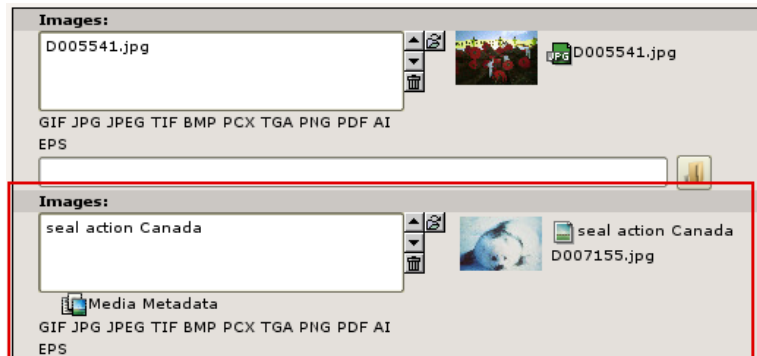 Images:
D005541.jpg
JPG D005541.jpg
GIF JPG JPEG TIF BMP PCX TGA PNG PDF AI
EPS
Images:
seal action Canada
seal action Canada
D007155.jpg
Media Metadata
GIF JPG JPEG TIF BMP PCX TGA PNG PDF AI
EPS